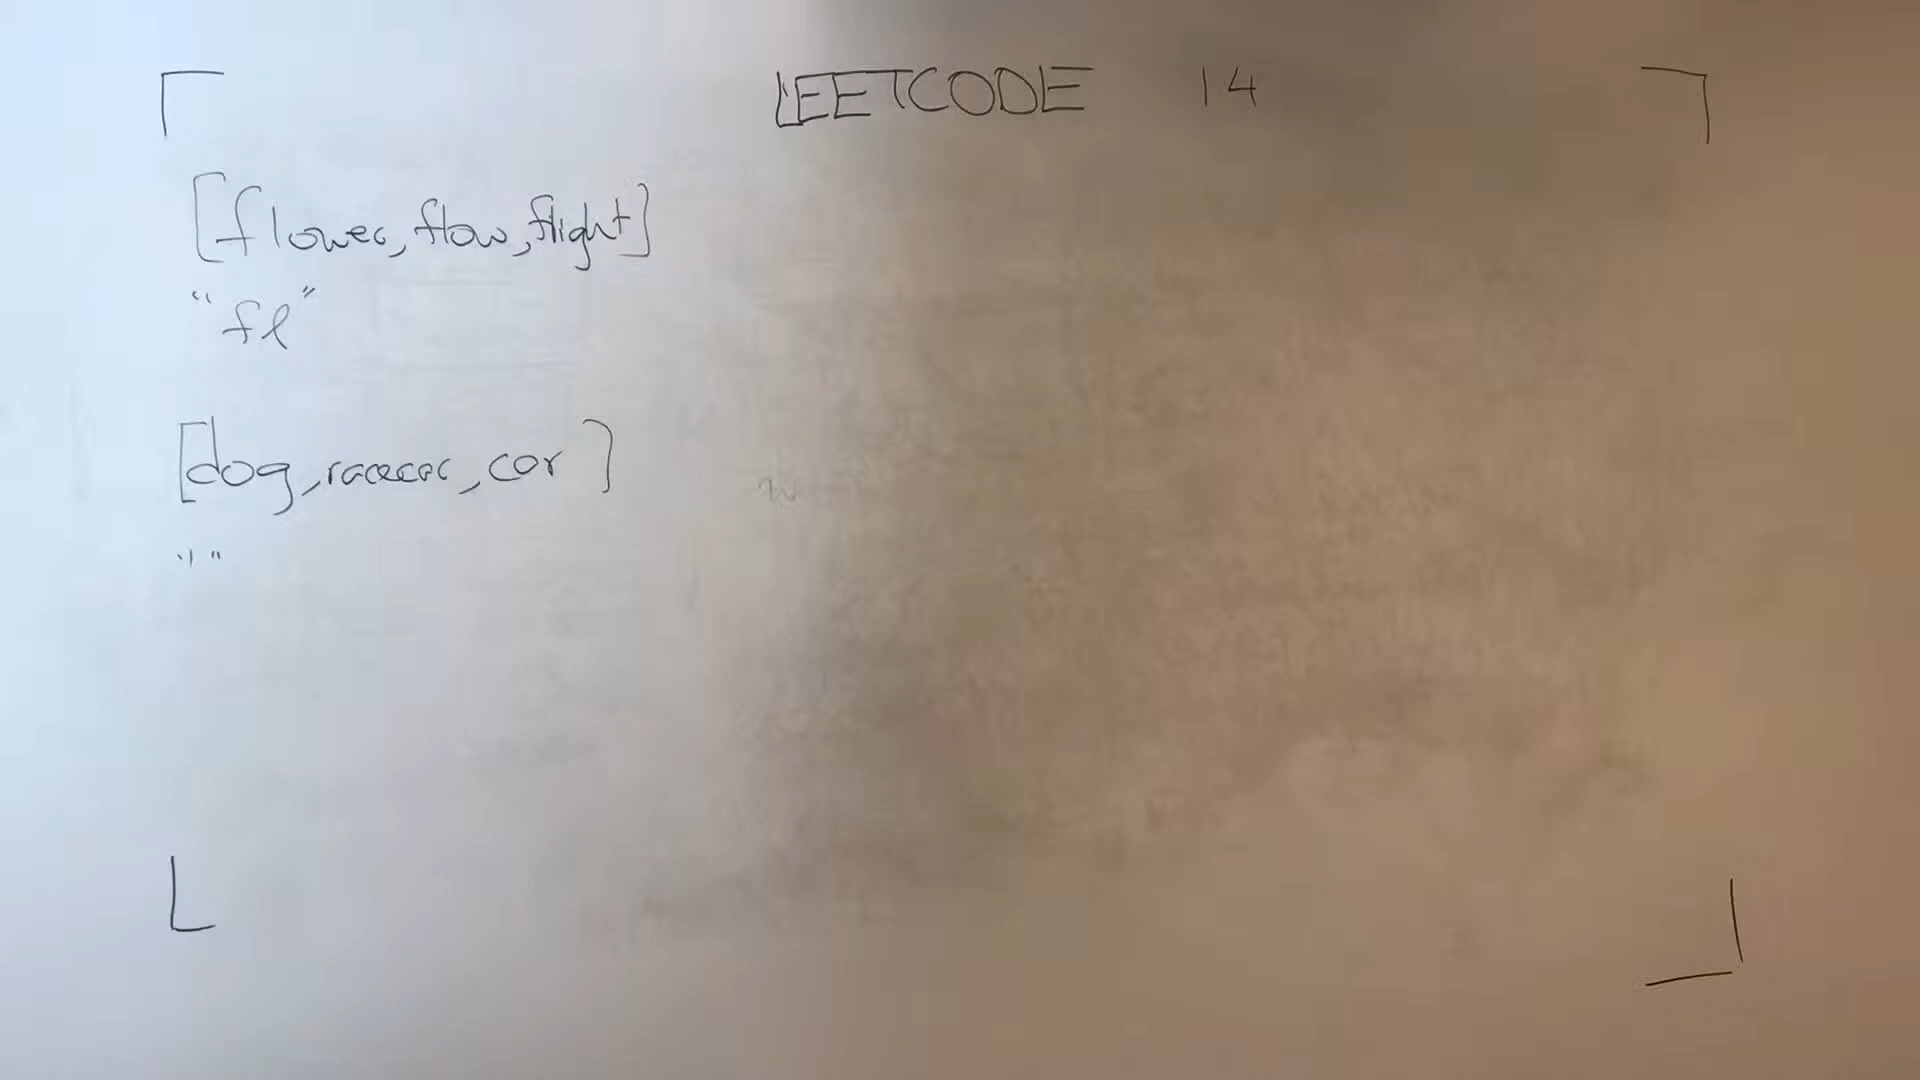 LEETCODE 14
[flower, flow, flight]
"fl"
[dog, racecar, car]
""